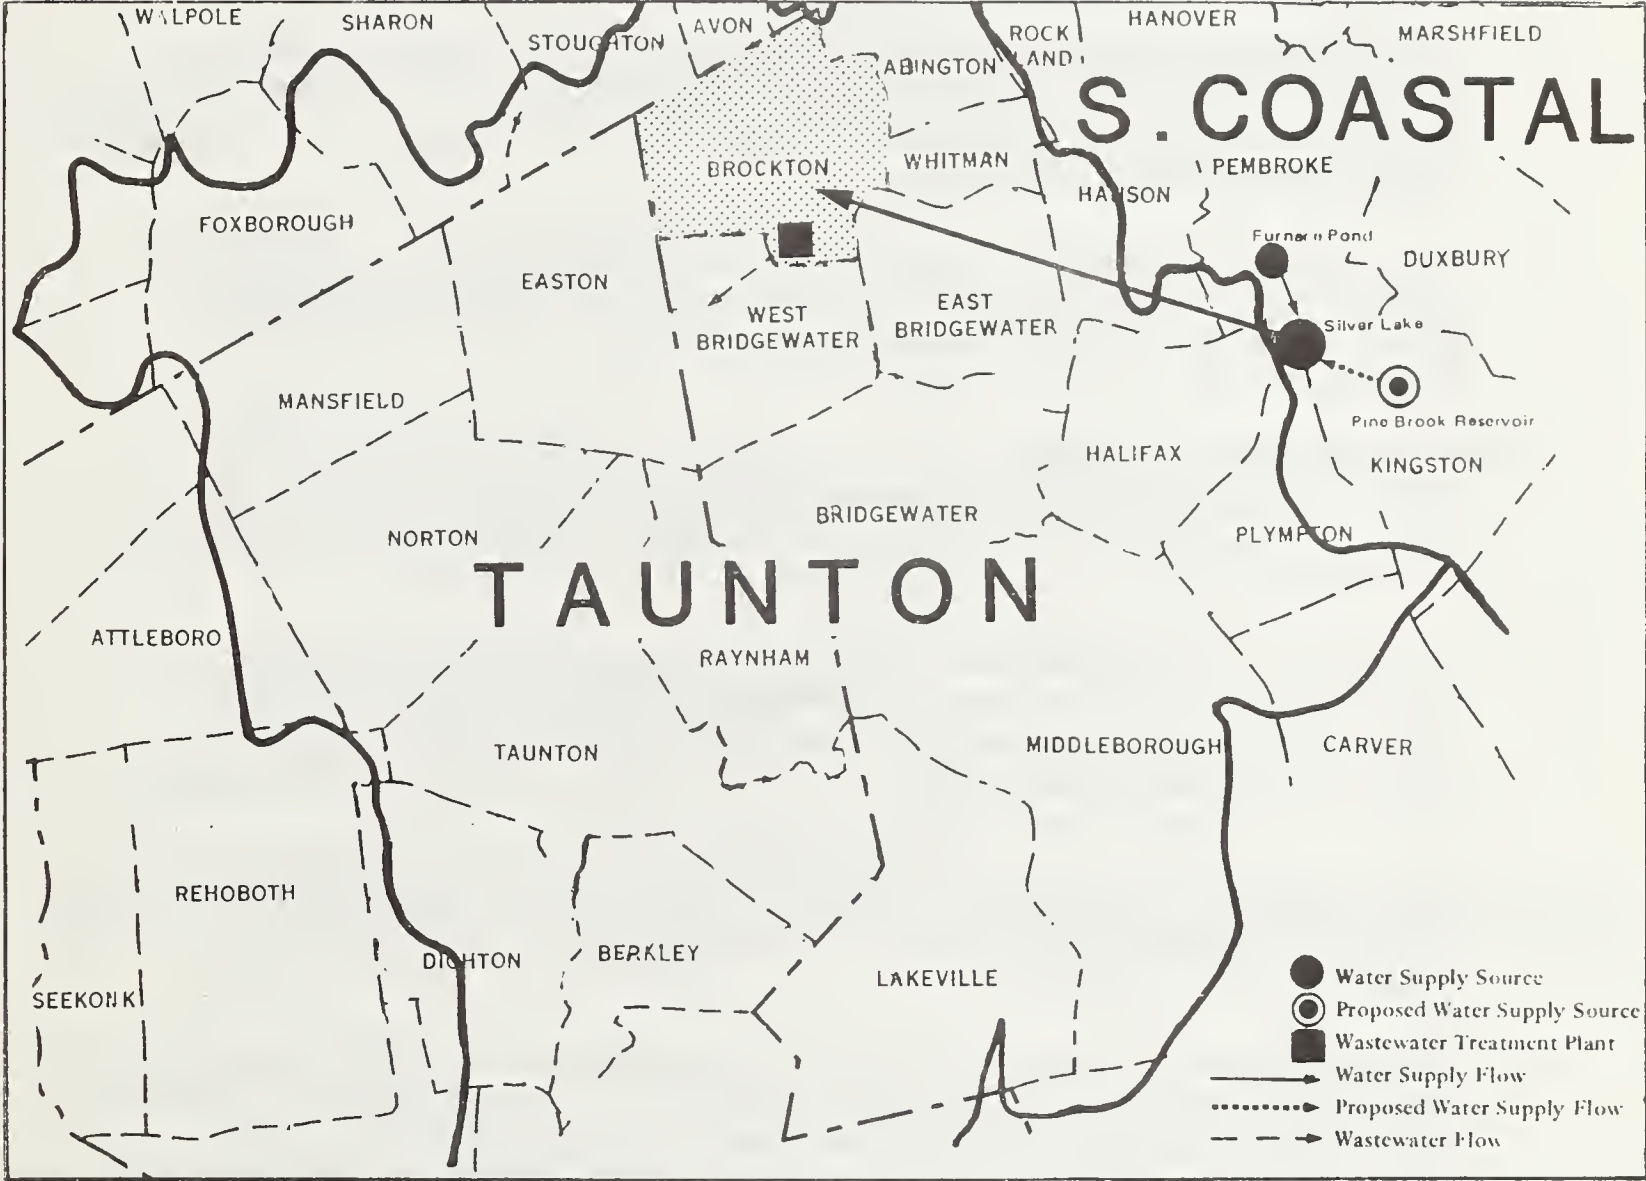 WALPOLE
SHARON
STOUGHTON
AVON
ROCK
LAND
HANOVER
MARSHFIELD
ABINGTON
S. COASTAL
BROCKTON
WHITMAN
PEMBROKE
HANSON
FOXBOROUGH
Furnace Pond
DUXBURY
EASTON
WEST
BRIDGEWATER
EAST
BRIDGEWATER
Silver Lake
MANSFIELD
Pine Brook Reservoir
HALIFAX
KINGSTON
NORTON
BRIDGEWATER
PLYMPTON
TAUNTON
ATTLEBORO
RAYNHAM
TAUNTON
MIDDLEBOROUGH
CARVER
REHOBOTH
DIGHTON
BERKLEY
LAKEVILLE
SEEKONK
Water Supply Source
Proposed Water Supply Source
Wastewater Treatment Plant
Water Supply Flow
Proposed Water Supply Flow
Wastewater Flow